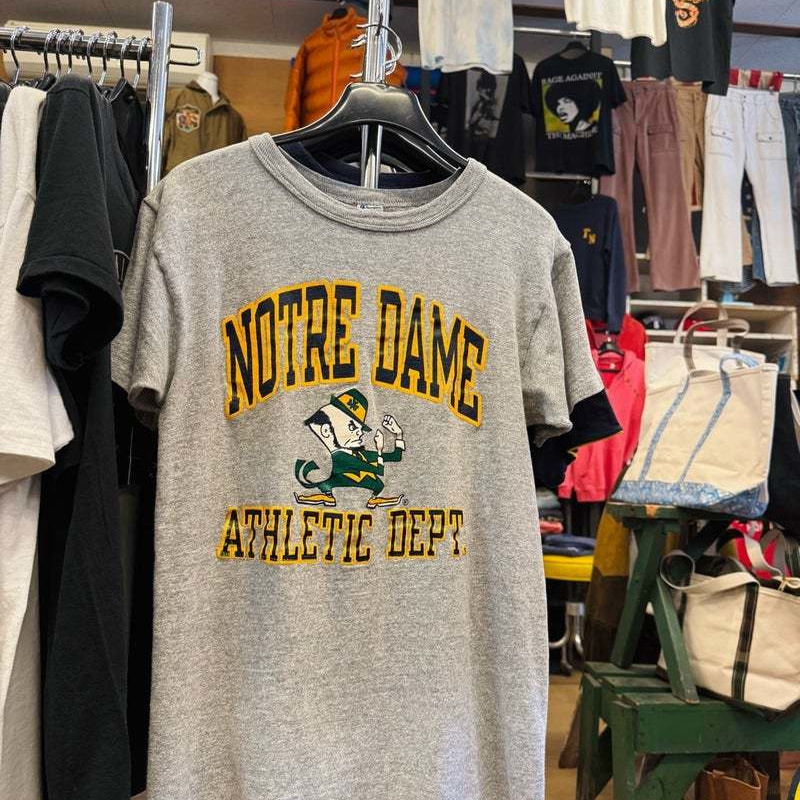 RAGE AGAINST
THE MACHINE
NOTRE DAME
ATHLETIC DEPT.